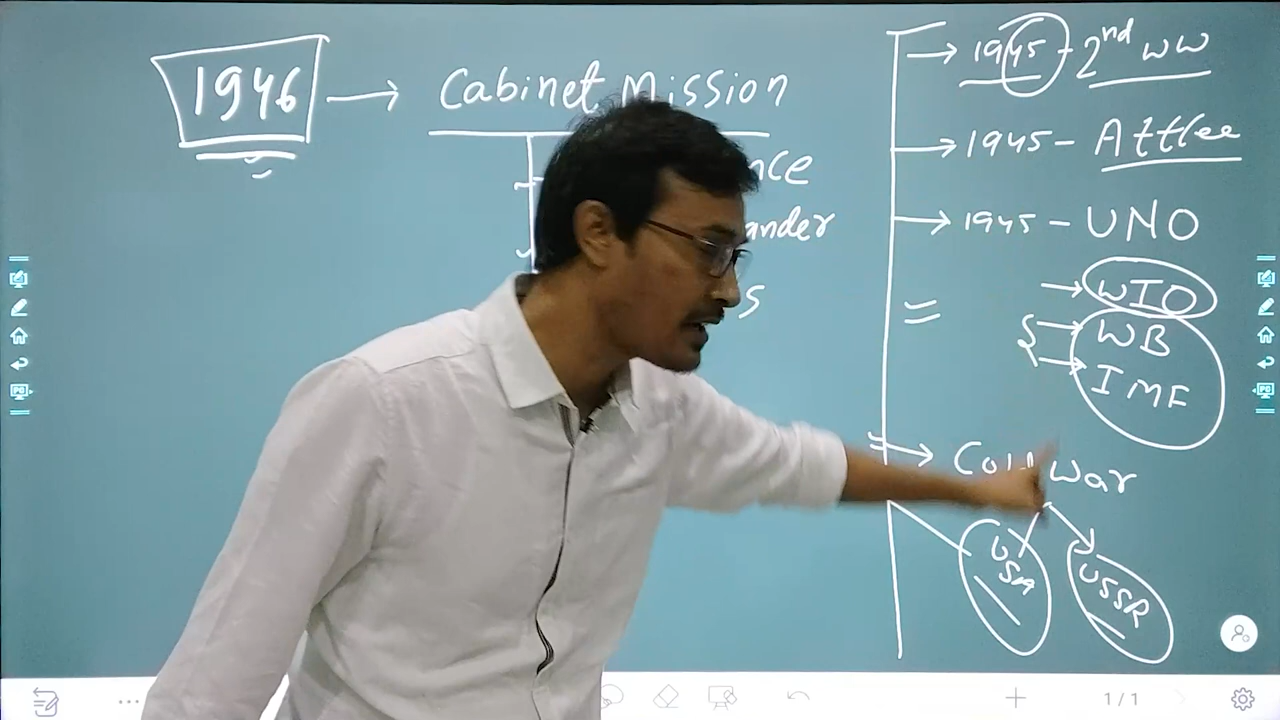 1946 → Cabinet Mission
nce
ander
s
→ 1945 - 2nd WW
→ 1945 - Attlee
→ 1945 - UNO
= → WIO
→ WB
→ IMF
→ Cold War
USA
USSR
1/1